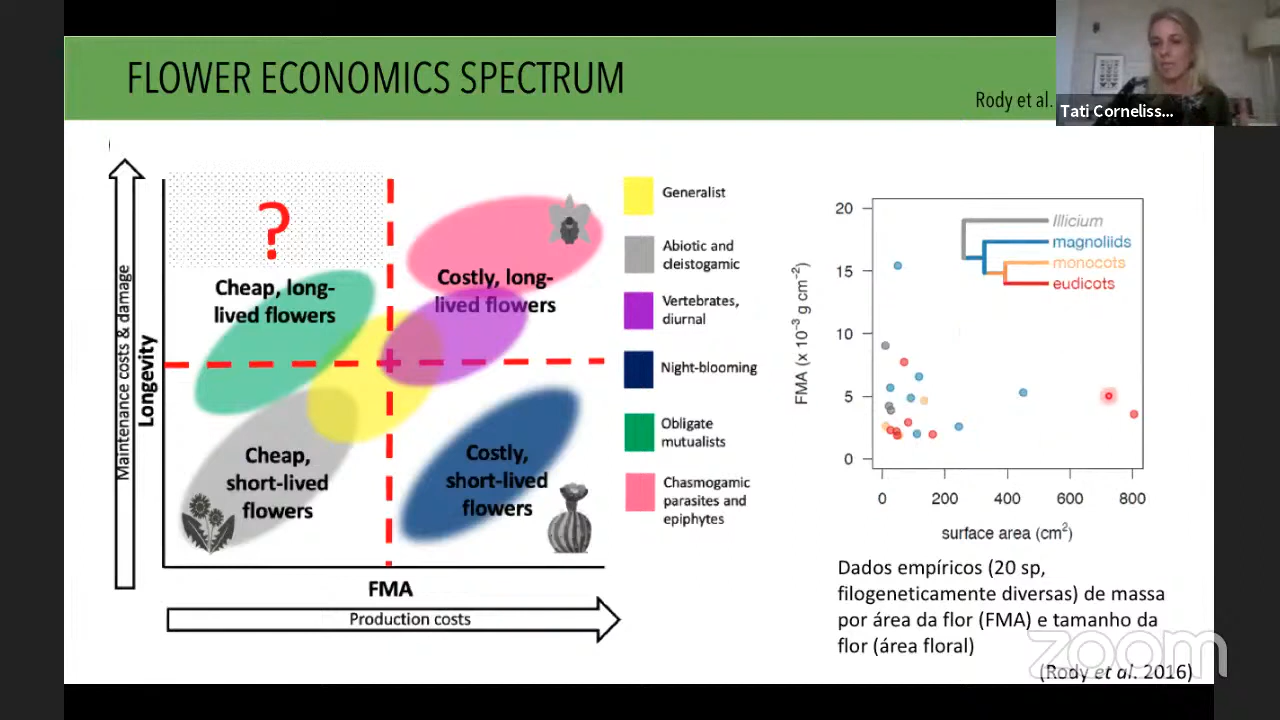 FLOWER ECONOMICS SPECTRUM
Rody et al.
Tati Corneliss...
?
Cheap, long-
lived flowers
Costly, long-
lived flowers
Cheap,
short-lived
flowers
Costly,
short-lived
flowers
Maintenance costs & damage
Longevity
FMA
Production costs
Generalist
Abiotic and
cleistogamic
Vertebrates,
diurnal
Night-blooming
Obligate
mutualists
Chasmogamic
parasites and
epiphytes
Illicium
magnoliids
monocots
eudicots
FMA (x 10⁻³ g cm⁻²)
20
15
10
5
0
0 200 400 600 800
surface area (cm²)
Dados empíricos (20 sp,
filogeneticamente diversas) de massa
por área da flor (FMA) e tamanho da
flor (área floral)
(Rody et al. 2016)
zoom